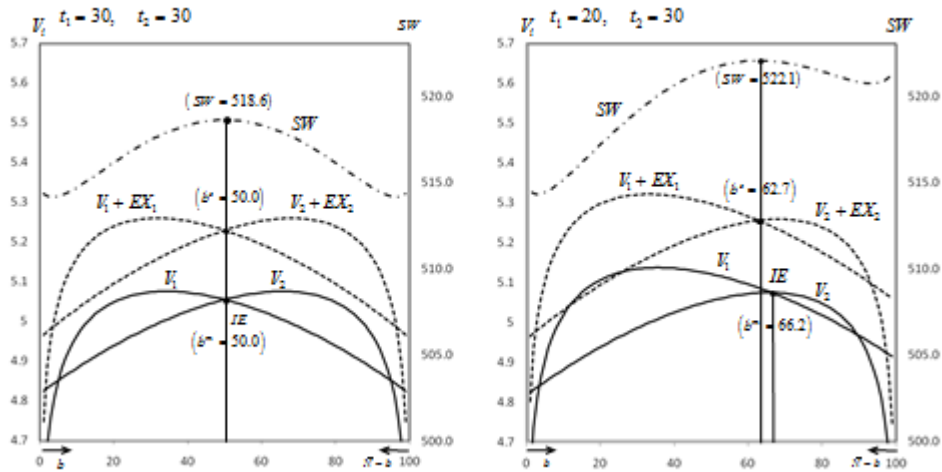 V_i t_1 = 30, t_2 = 30 SW
5.7
5.6
5.5
5.4
5.3
5.2
5.1
5
4.9
4.8
4.7
520.0
515.0
510.0
505.0
500.0
(SW = 518.6)
SW
(b^e = 50.0)
V_1 + EX_1
V_2 + EX_2
V_1
V_2
IE
(b^m = 50.0)
0 20 40 60 80 100
b
t_1 = 20, t_2 = 30 SW
V_i
5.7
5.6
5.5
5.4
5.3
5.2
5.1
5
4.9
4.8
4.7
520.0
515.0
510.0
505.0
500.0
(SW = 522.1)
SW
V_1 + EX_1
= 62.7)
V_2 + EX_2
V_1
IE
V_2
= 66.2)
0 20 40 60 80 100
b